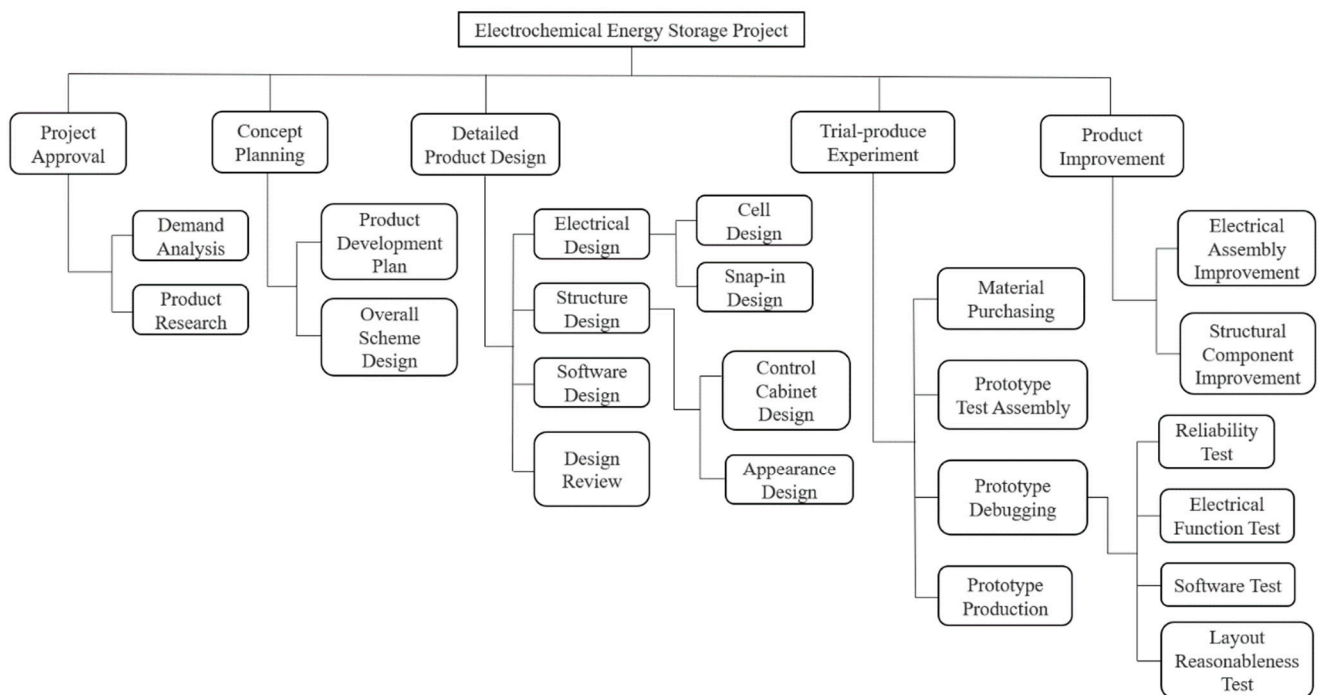 Electrochemical Energy Storage Project
Project
Approval
Concept
Planning
Detailed
Product Design
Trial-produce
Experiment
Product
Improvement
Demand
Analysis
Product
Research
Product
Development
Plan
Overall
Scheme
Design
Electrical
Design
Structure
Design
Software
Design
Design
Review
Cell
Design
Snap-in
Design
Control
Cabinet
Design
Appearance
Design
Material
Purchasing
Prototype
Test Assembly
Prototype
Debugging
Prototype
Production
Reliability
Test
Electrical
Function Test
Software Test
Layout
Reasonableness
Test
Electrical
Assembly
Improvement
Structural
Component
Improvement